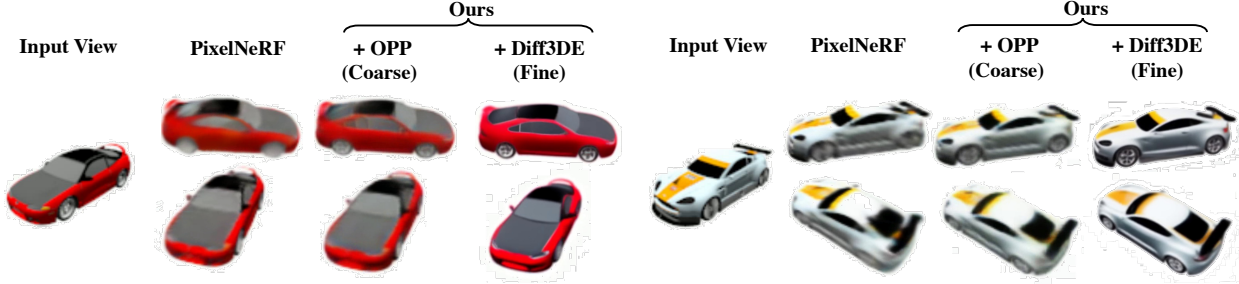 Ours
Input View PixelNeRF + OPP + Diff3DE
(Coarse) (Fine)
Ours
Input View PixelNeRF + OPP + Diff3DE
(Coarse) (Fine)